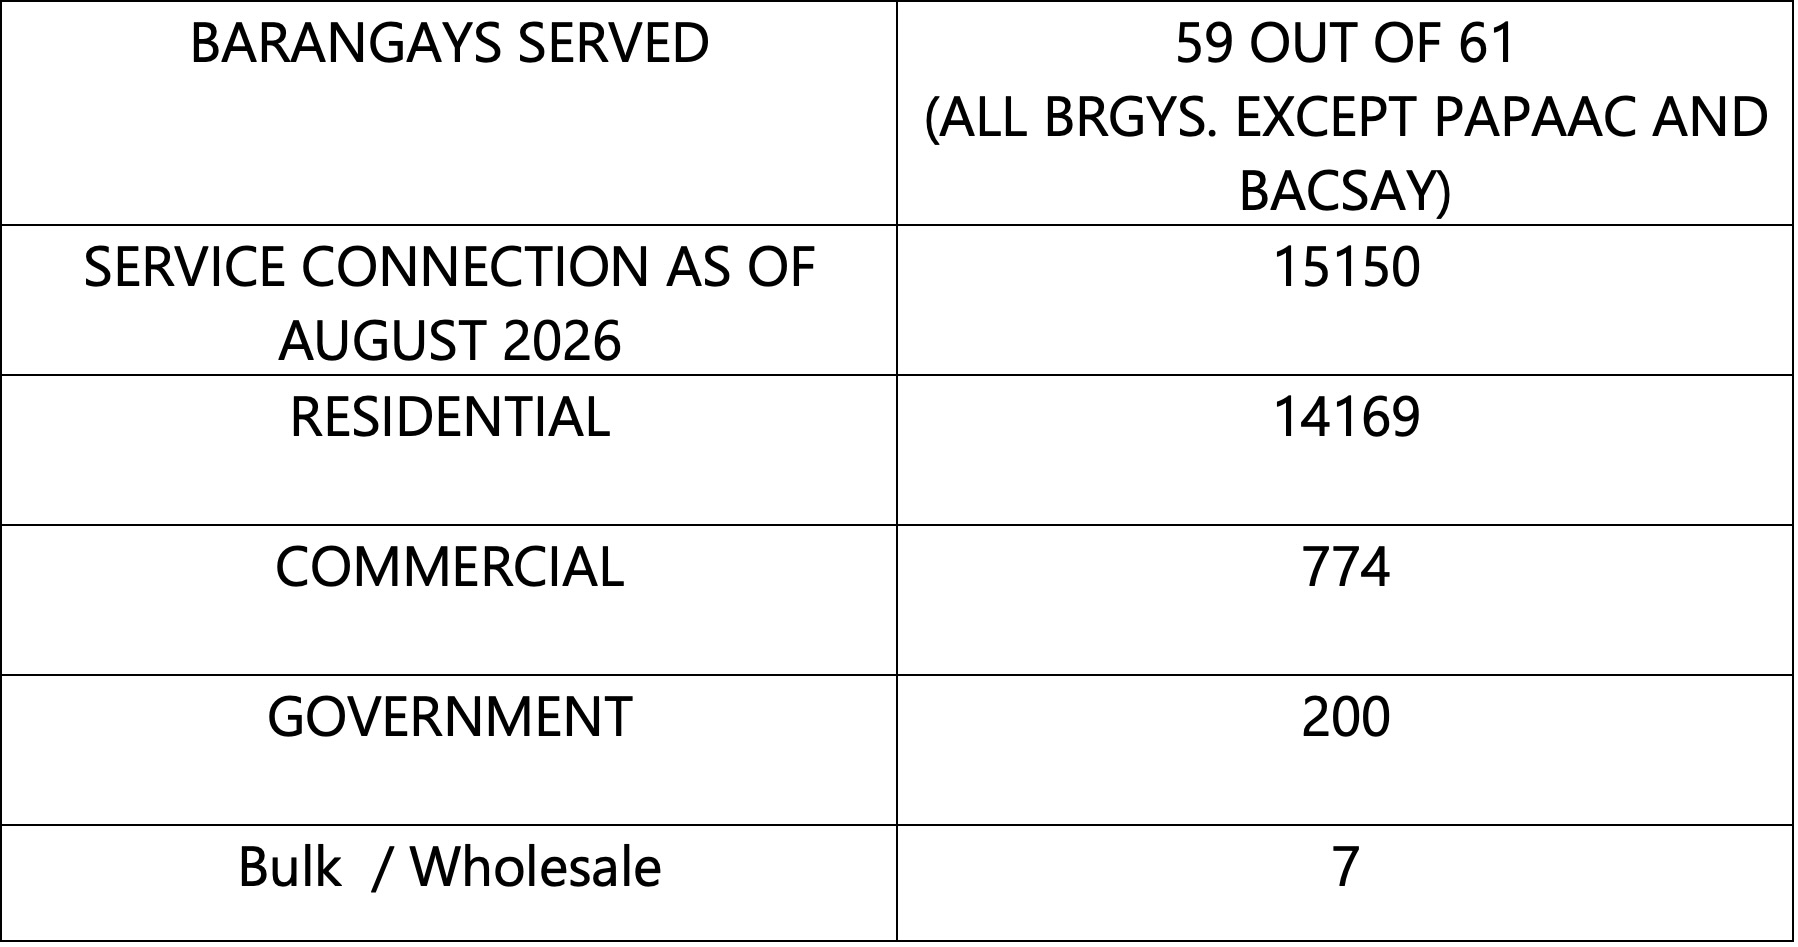 BARANGAYS SERVED
59 OUT OF 61
(ALL BRGYS. EXCEPT PAPAAC AND
BACSAY)
SERVICE CONNECTION AS OF
AUGUST 2026
15150
RESIDENTIAL
14169
COMMERCIAL
774
GOVERNMENT
200
Bulk  / Wholesale
7